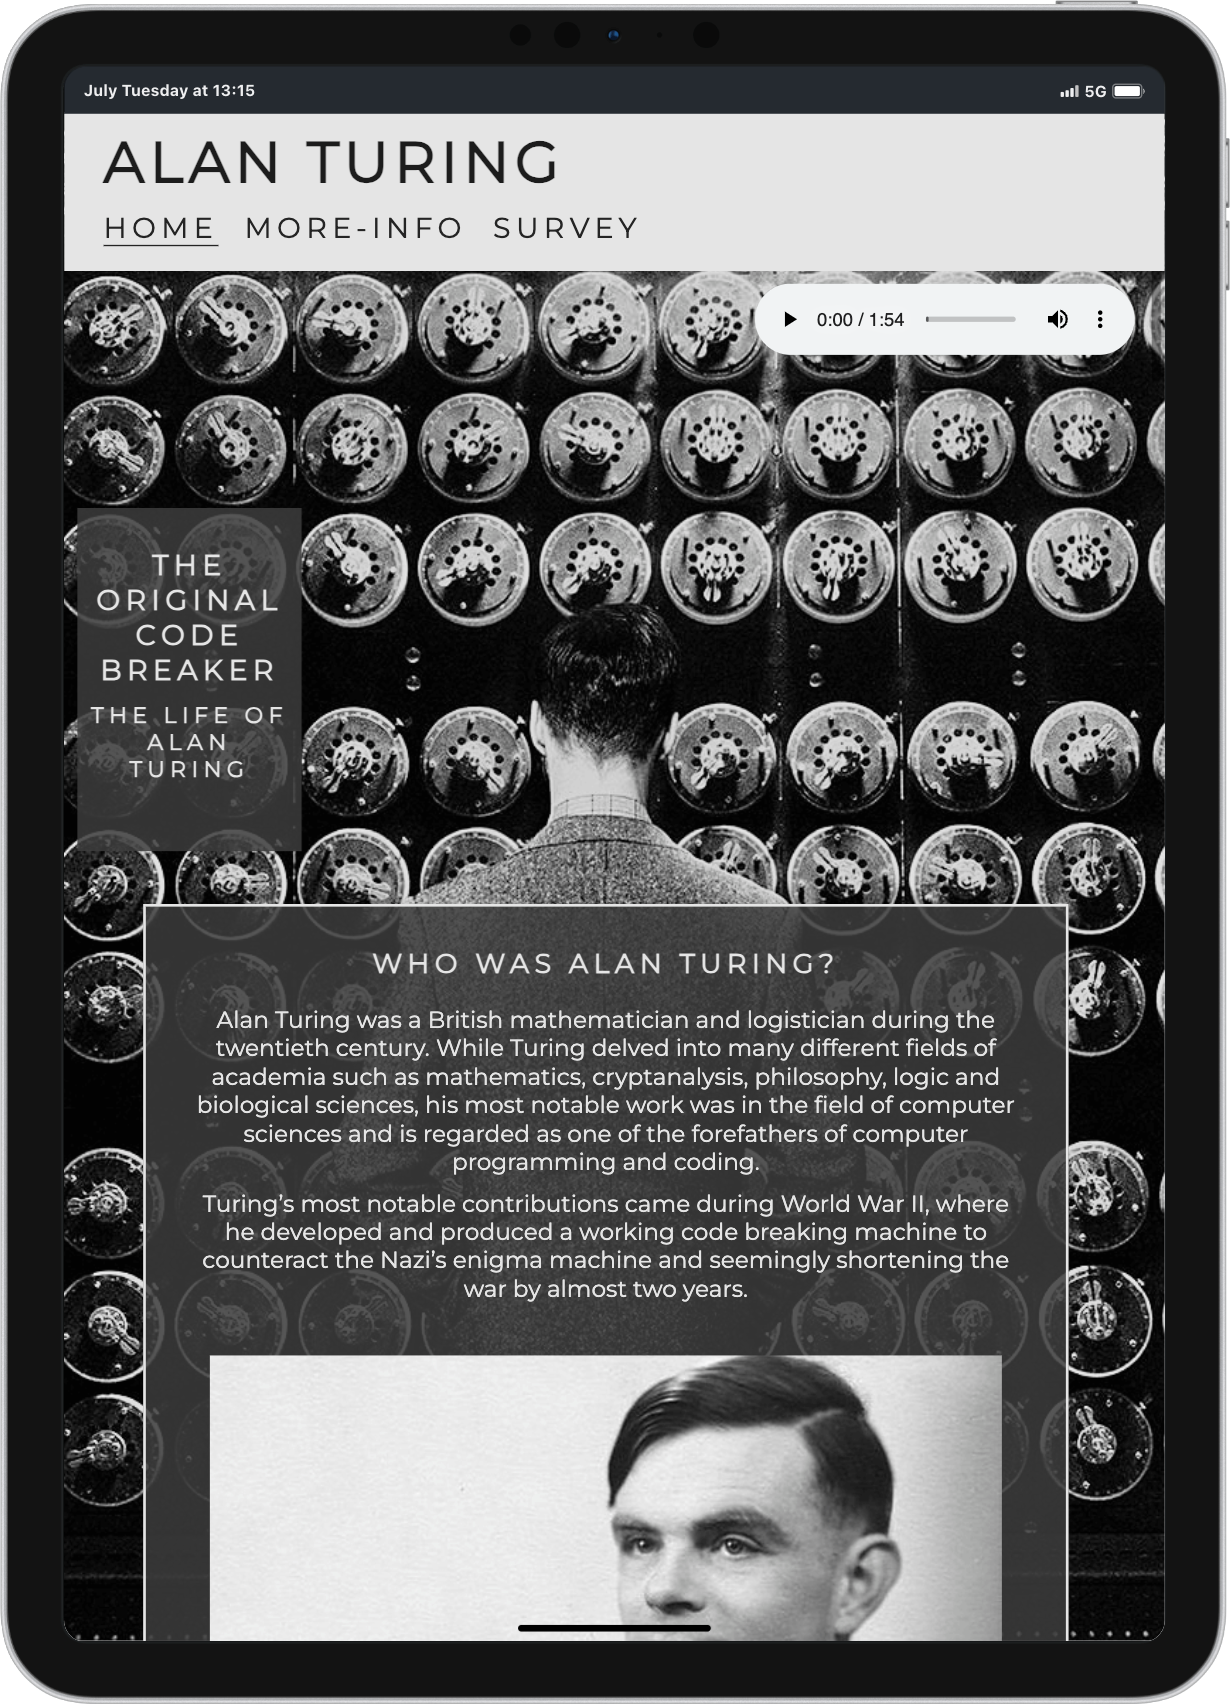 July Tuesday at 13:15
5G
ALAN TURING
HOME MORE-INFO SURVEY
0:00 / 1:54
THE
ORIGINAL
CODE
BREAKER
THE LIFE OF
ALAN
TURING
WHO WAS ALAN TURING?
Alan Turing was a British mathematician and logistician during the
twentieth century. While Turing delved into many different fields of
academia such as mathematics, cryptanalysis, philosophy, logic and
biological sciences, his most notable work was in the field of computer
sciences and is regarded as one of the forefathers of computer
programming and coding.
Turing’s most notable contributions came during World War II, where
he developed and produced a working code breaking machine to
counteract the Nazi’s enigma machine and seemingly shortening the
war by almost two years.